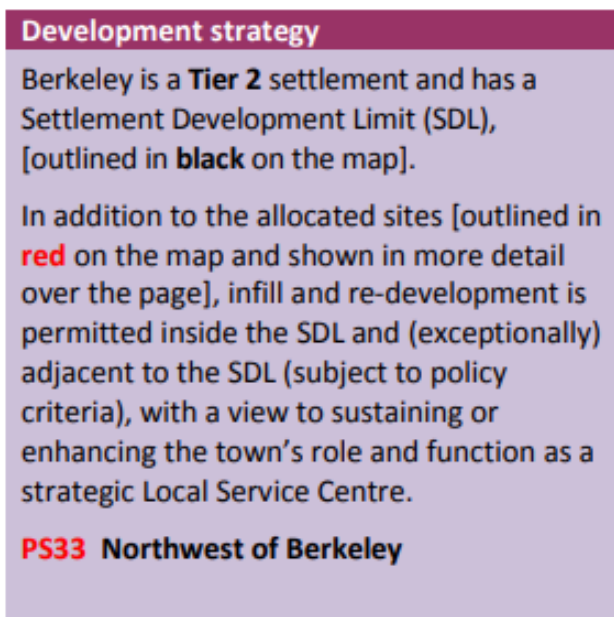 Development strategy
Berkeley is a Tier 2 settlement and has a
Settlement Development Limit (SDL),
[outlined in black on the map].
In addition to the allocated sites [outlined in
red on the map and shown in more detail
over the page], infill and re-development is
permitted inside the SDL and (exceptionally)
adjacent to the SDL (subject to policy
criteria), with a view to sustaining or
enhancing the town’s role and function as a
strategic Local Service Centre.
PS33 Northwest of Berkeley